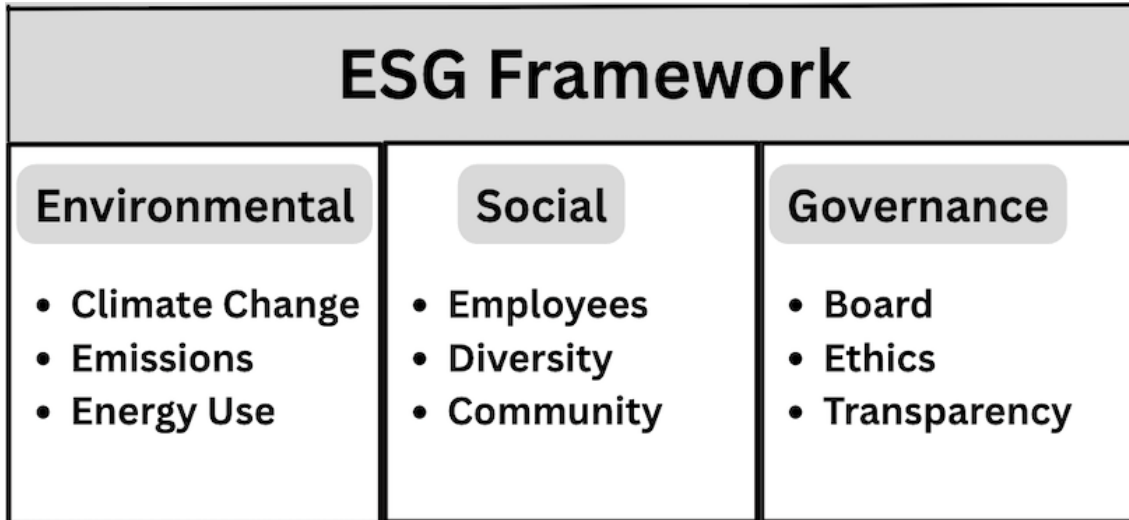 ESG Framework
Environmental
• Climate Change
• Emissions
• Energy Use
Social
• Employees
• Diversity
• Community
Governance
• Board
• Ethics
• Transparency